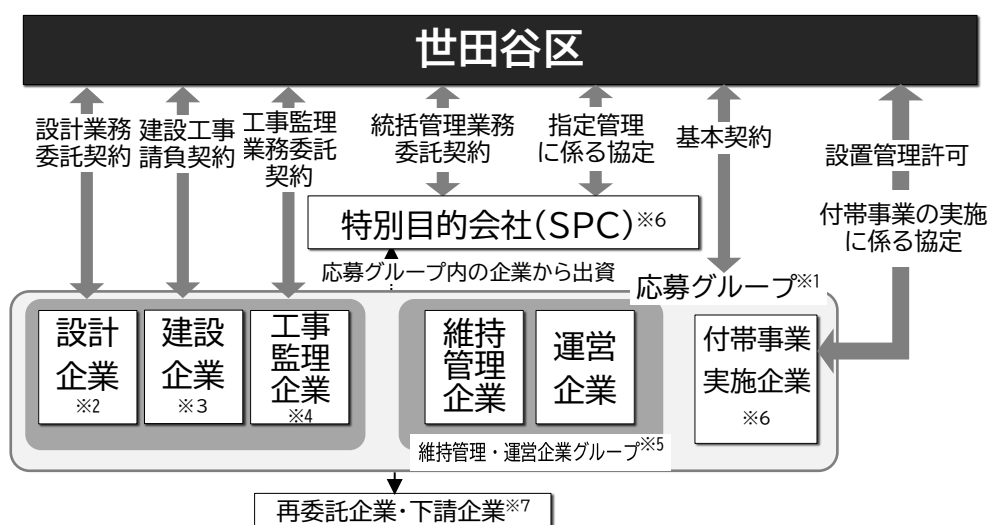 世田谷区
設計業務
委託契約
建設工事
請負契約
工事監理
業務委託
契約
統括管理業務
委託契約
指定管理
に係る協定
基本契約
設置管理許可
付帯事業の実施
に係る協定
特別目的会社(SPC)※6
応募グループ内の企業から出資
応募グループ※1
設計
企業
※2
建設
企業
※3
工事
監理
企業
※4
維持
管理
企業
運営
企業
付帯事業
実施企業
※6
維持管理・運営企業グループ※5
再委託企業・下請企業※7